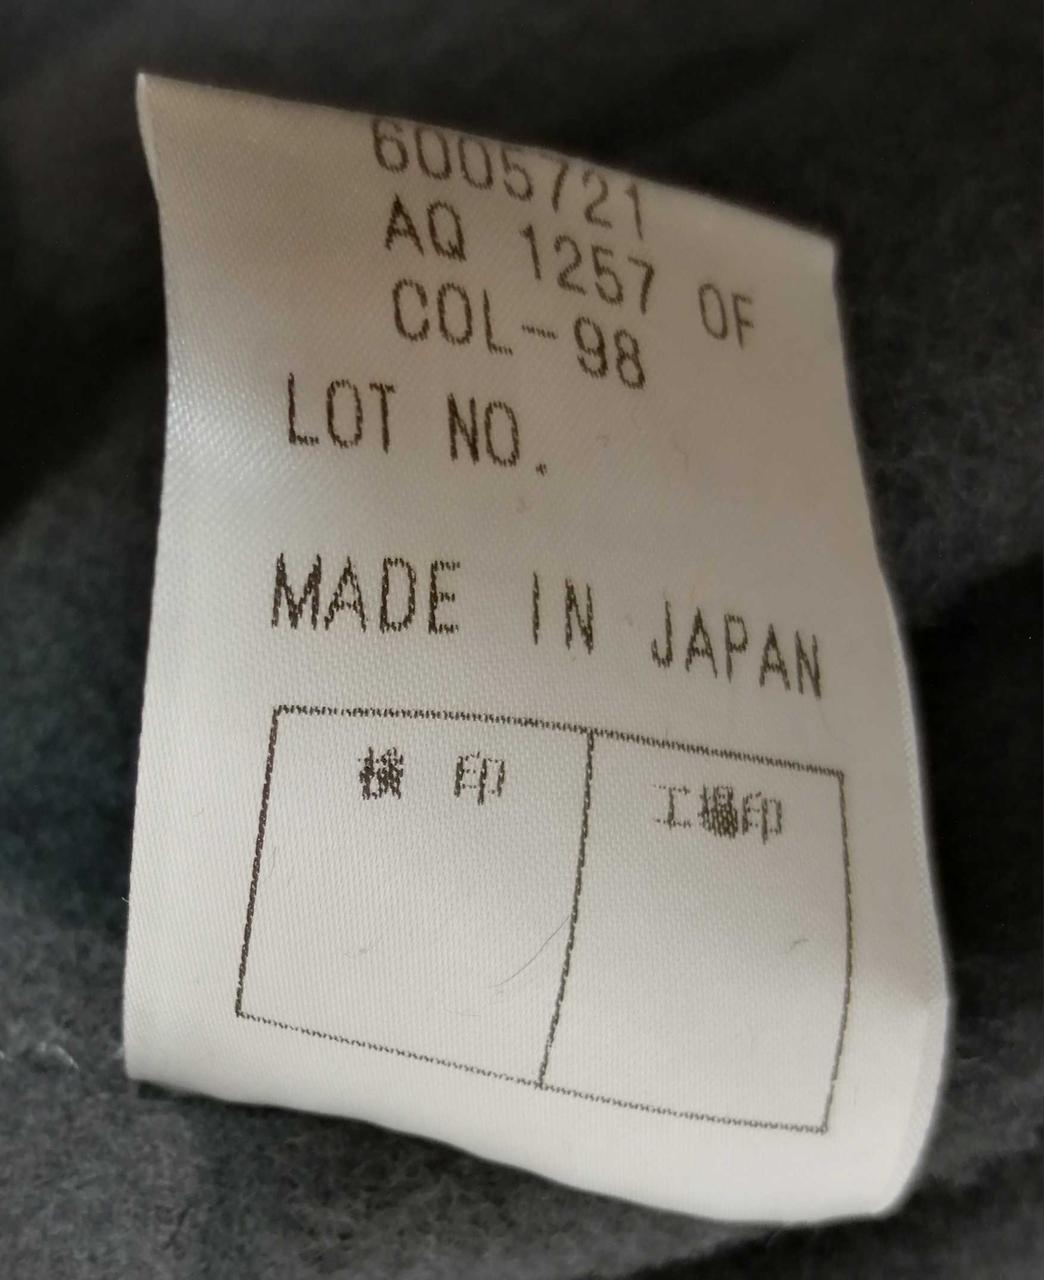 6005721
AQ 1257 OF
COL-98
LOT NO.
MADE IN JAPAN
検 印
工場印